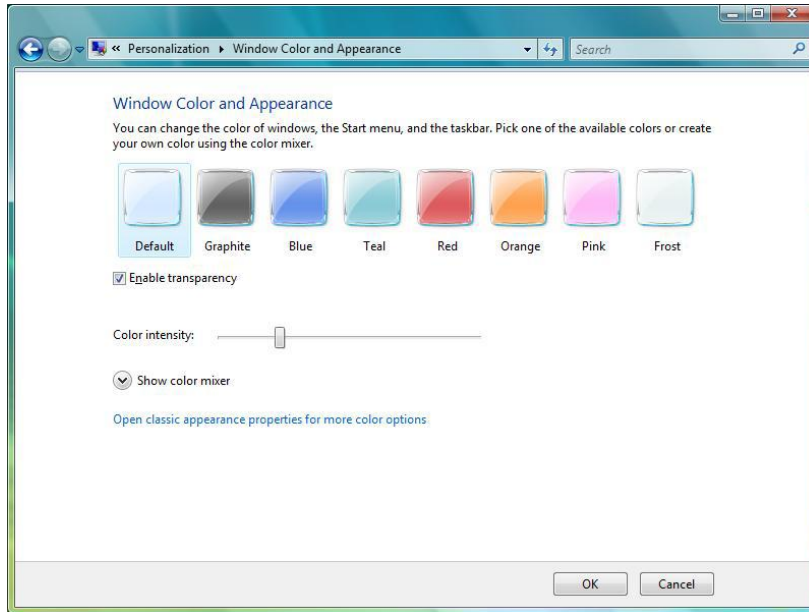 « Personalization ▸ Window Color and Appearance
Search
Window Color and Appearance
You can change the color of windows, the Start menu, and the taskbar. Pick one of the available colors or create
your own color using the color mixer.
Default Graphite Blue Teal Red Orange Pink Frost
Enable transparency
Color intensity:
Show color mixer
Open classic appearance properties for more color options
OK Cancel